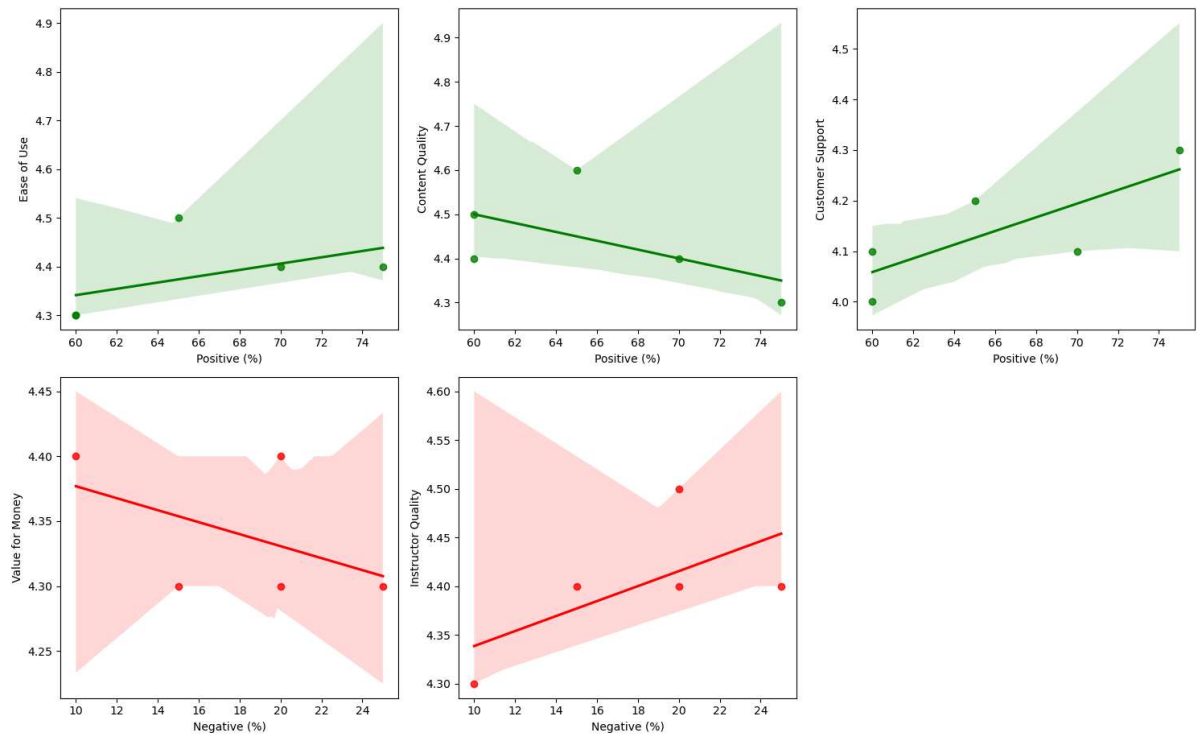 Ease of Use
4.9
4.8
4.7
4.6
4.5
4.4
4.3
60 62 64 66 68 70 72 74
Positive (%)
Content Quality
4.9
4.8
4.7
4.6
4.5
4.4
4.3
60 62 64 66 68 70 72 74
Positive (%)
Customer Support
4.5
4.4
4.3
4.2
4.1
4.0
60 62 64 66 68 70 72 74
Positive (%)
Value for Money
4.45
4.40
4.35
4.30
4.25
10 12 14 16 18 20 22 24
Negative (%)
Instructor Quality
4.60
4.55
4.50
4.45
4.40
4.35
4.30
10 12 14 16 18 20 22 24
Negative (%)